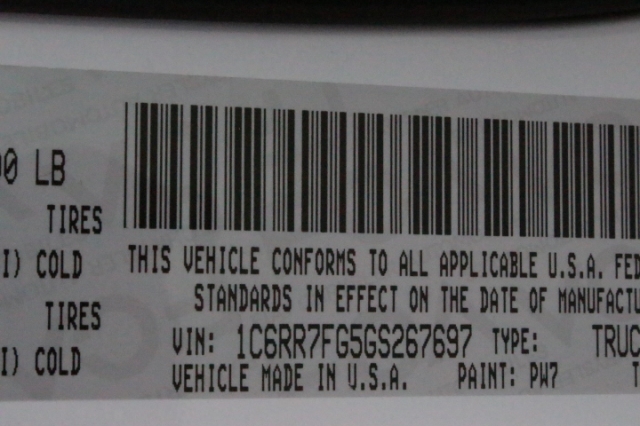 00 LB
TIRES
I) COLD
TIRES
I) COLD
THIS VEHICLE CONFORMS TO ALL APPLICABLE U.S.A. FED
STANDARDS IN EFFECT ON THE DATE OF MANUFACTU
VIN: 1C6RR7FG5GS267697 TYPE: TRUC
VEHICLE MADE IN U.S.A. PAINT: PW7 T